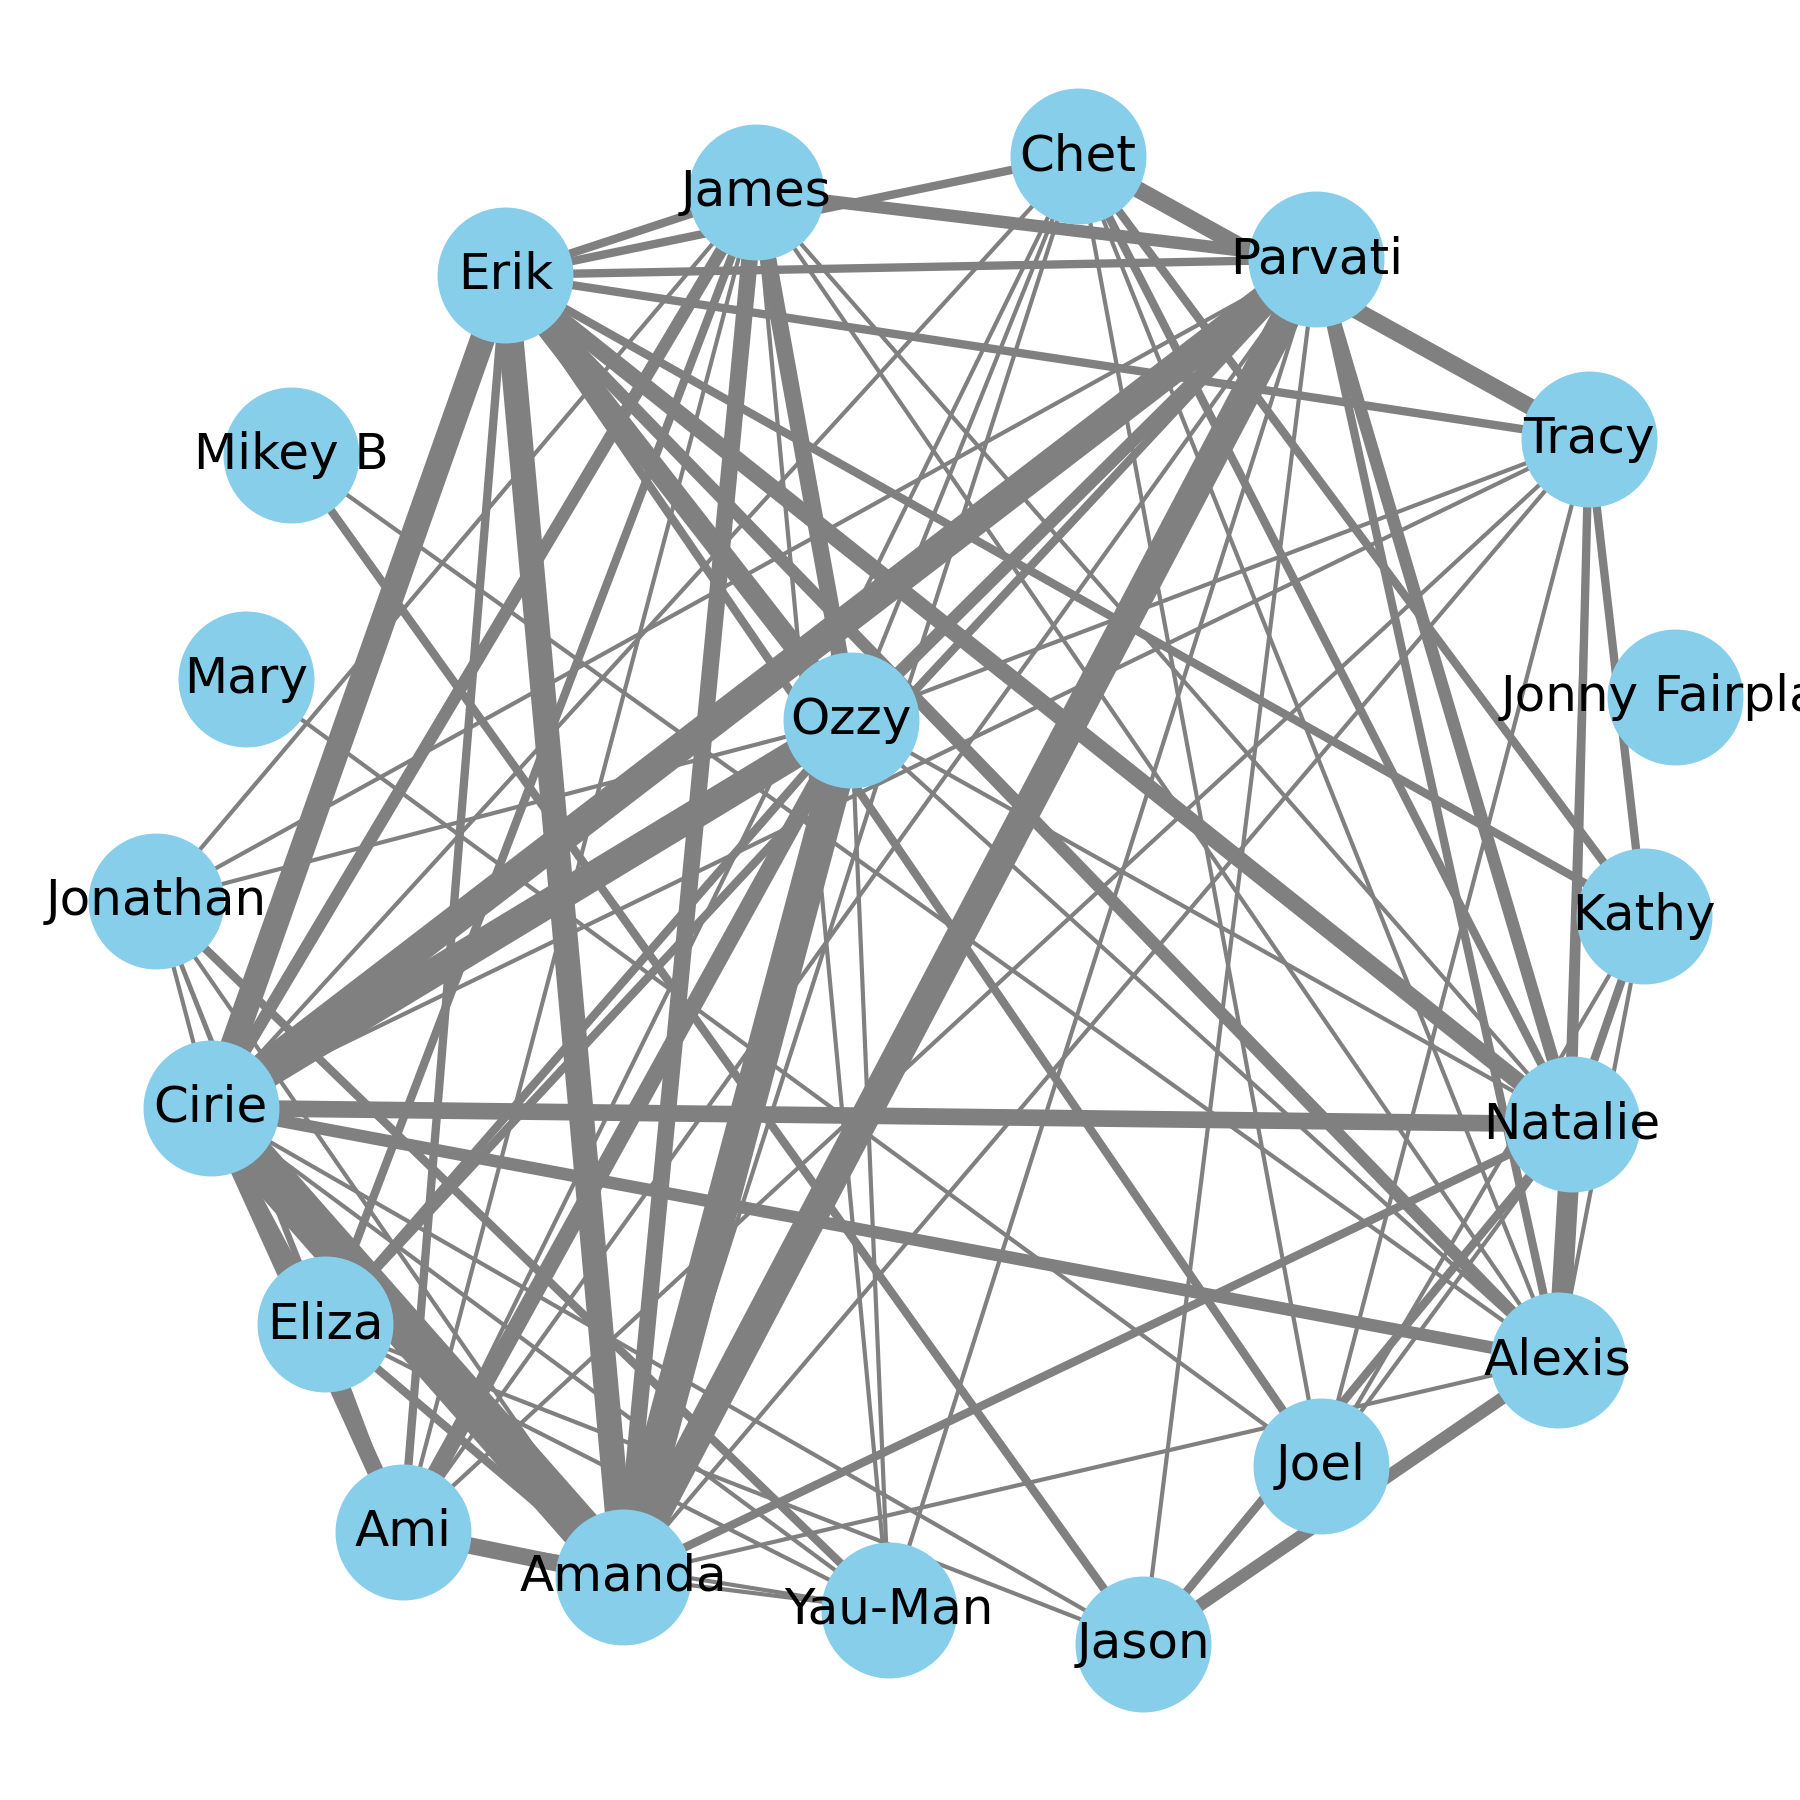 Chet
James
Parvati
Erik
Tracy
Mikey B
Mary
Jonny Fairpla
Ozzy
Jonathan
Kathy
Cirie
Natalie
Eliza
Alexis
Joel
Ami
Amanda
Yau-Man
Jason